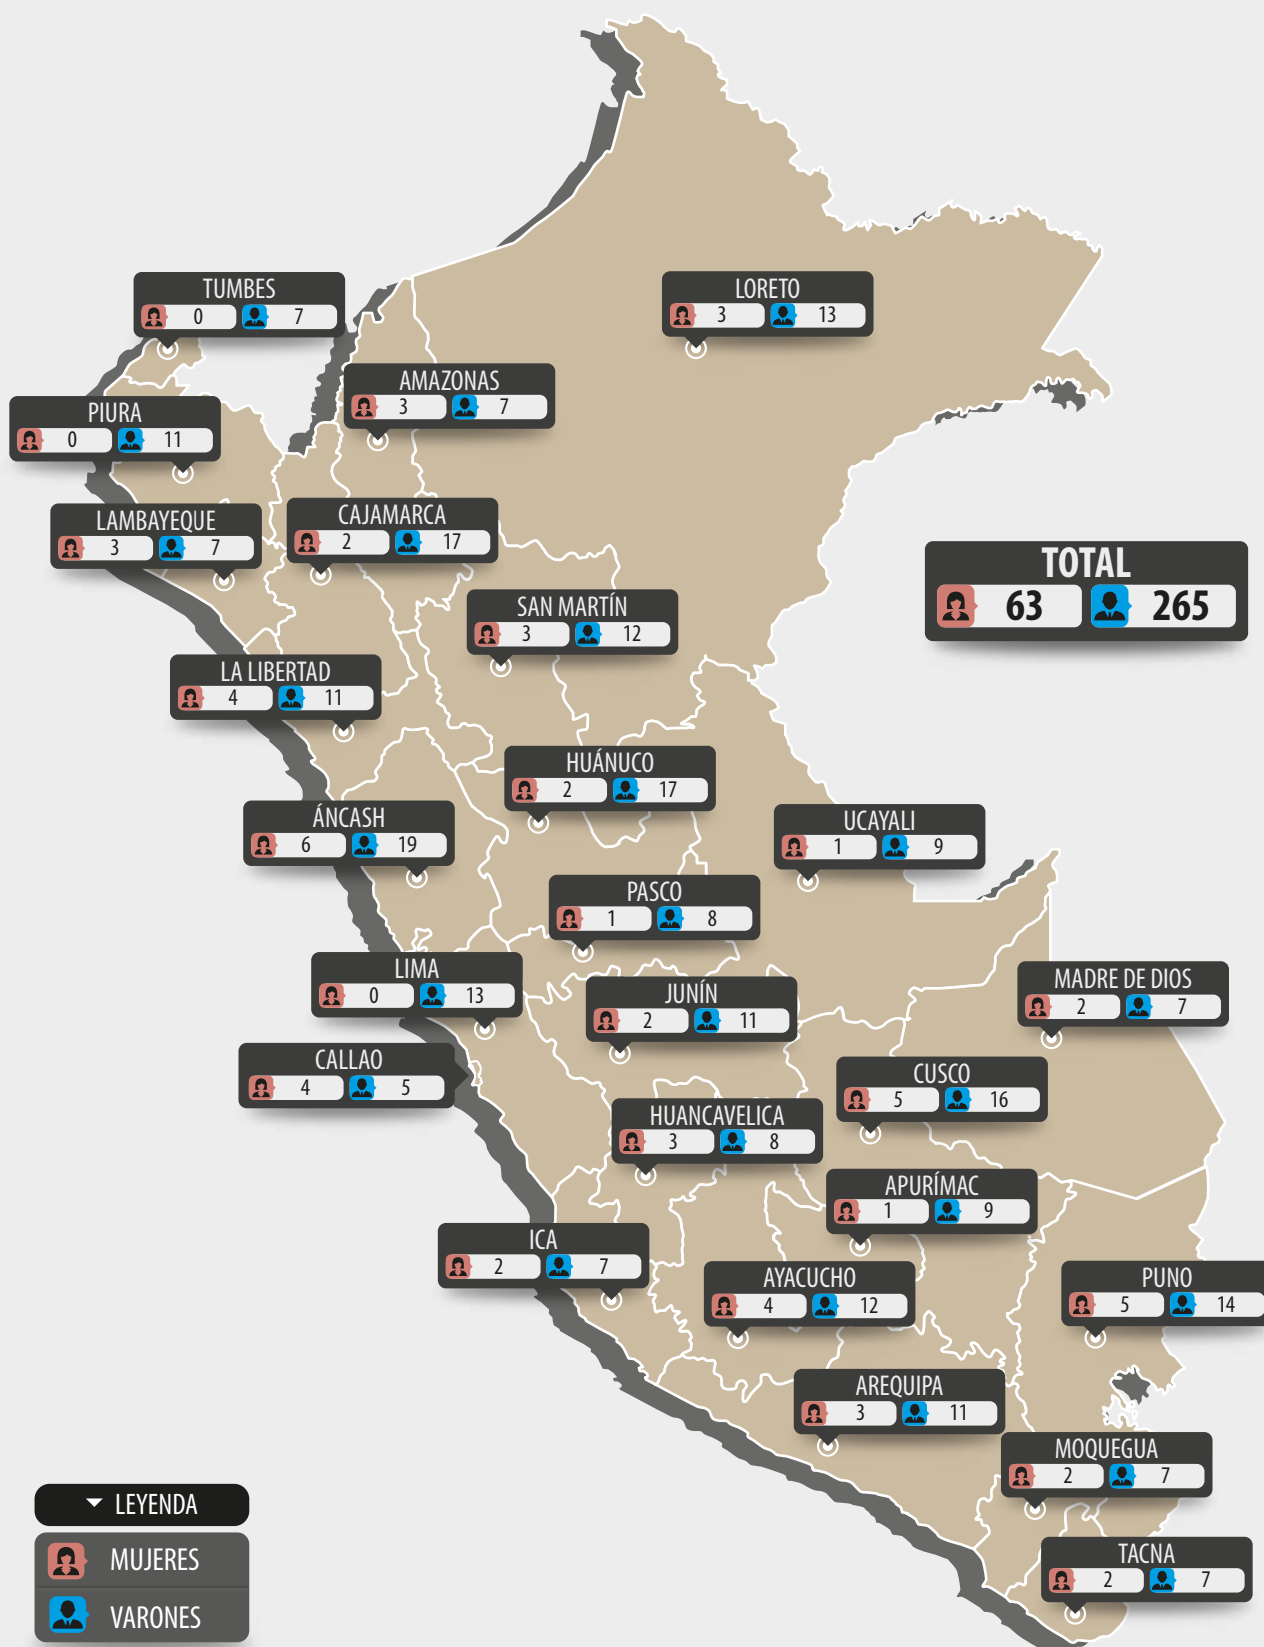 TUMBES
0 7
LORETO
3 13
AMAZONAS
3 7
PIURA
0 11
LAMBAYEQUE
3 7
CAJAMARCA
2 17
TOTAL
63 265
SAN MARTÍN
3 12
LA LIBERTAD
4 11
HUÁNUCO
2 17
ÁNCASH
6 19
UCAYALI
1 9
PASCO
1 8
LIMA
0 13
JUNÍN
2 11
MADRE DE DIOS
2 7
CALLAO
4 5
CUSCO
5 16
HUANCAVELICA
3 8
APURÍMAC
1 9
ICA
2 7
AYACUCHO
4 12
PUNO
5 14
AREQUIPA
3 11
MOQUEGUA
2 7
TACNA
2 7
LEYENDA
MUJERES
VARONES